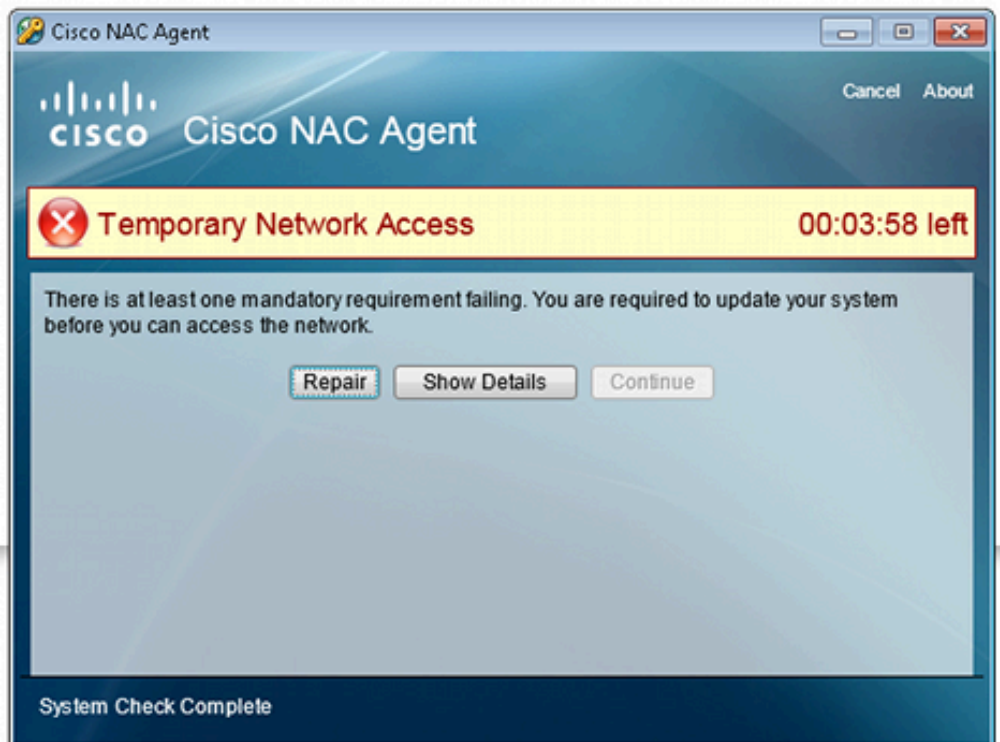 Cisco NAC Agent
Cancel About
CISCO Cisco NAC Agent
Temporary Network Access 00:03:58 left
There is at least one mandatory requirement failing. You are required to update your system
before you can access the network.
Repair Show Details Continue
System Check Complete